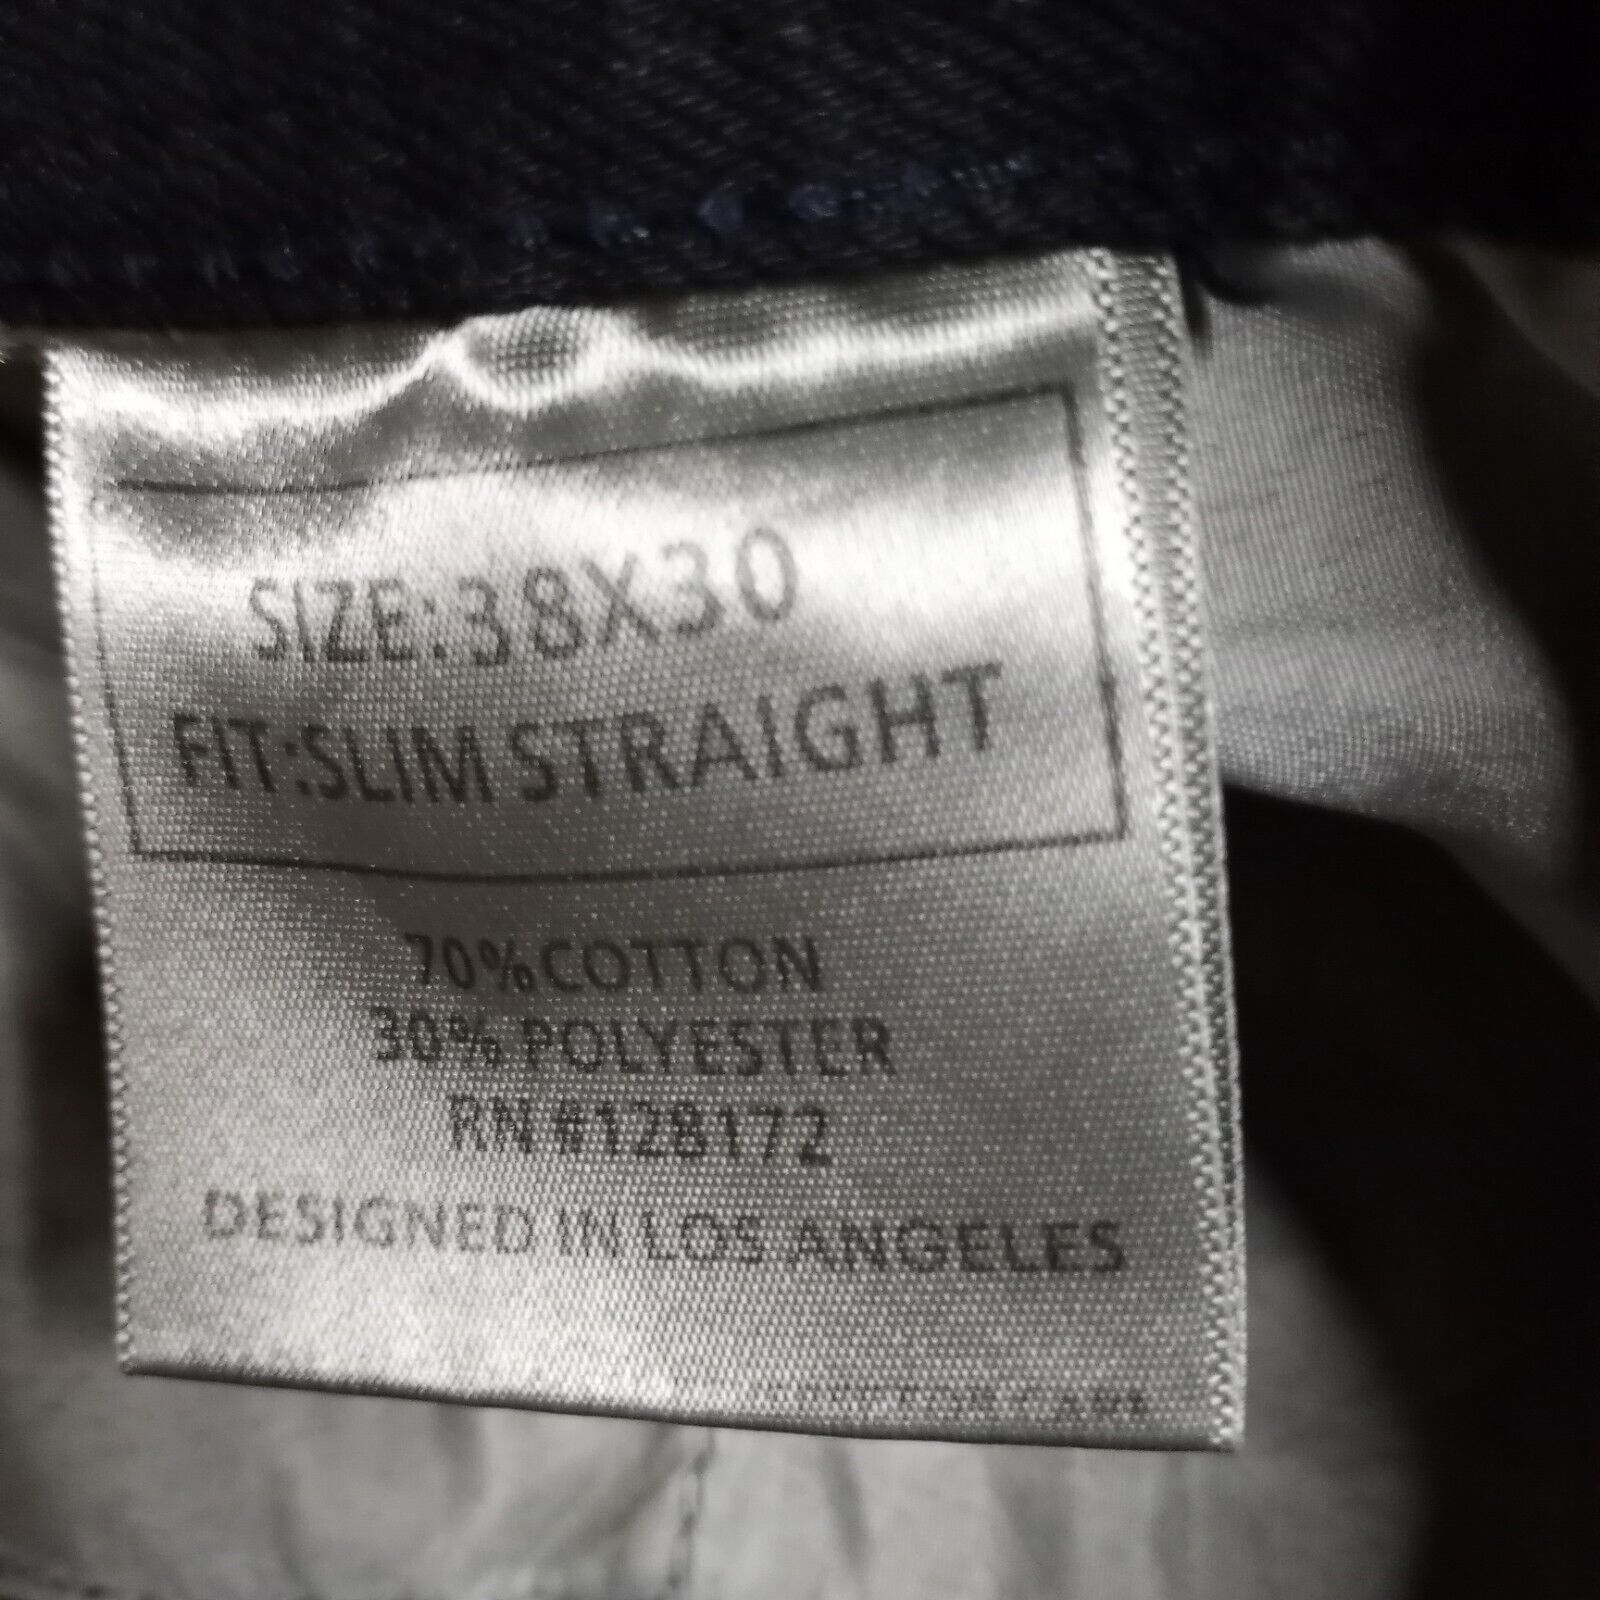 SIZE:38X30
FIT:SLIM STRAIGHT
70%COTTON
30% POLYESTER
RN #128172
DESIGNED IN LOS ANGELES